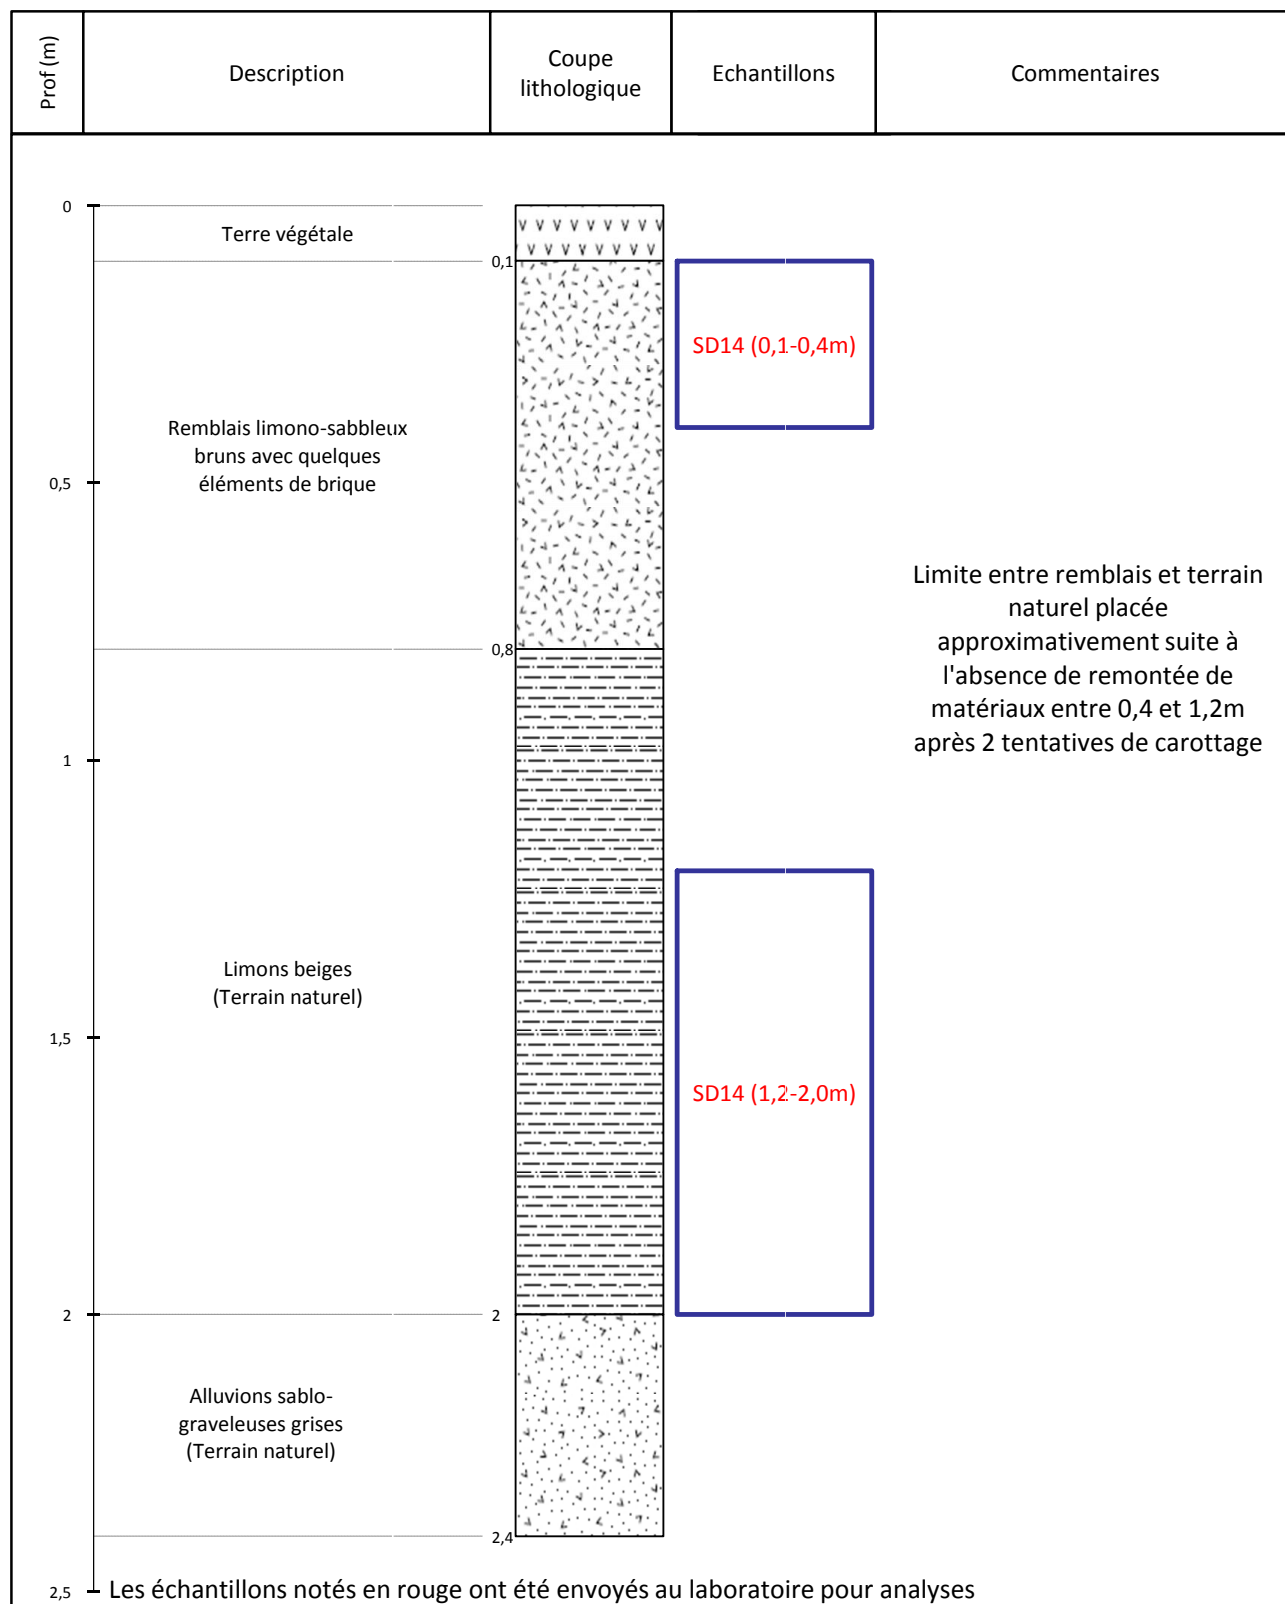 Prof (m)
Description
Coupe
lithologique
Echantillons
Commentaires
0
Terre végétale
0,1
SD14 (0,1-0,4m)
Remblais limono-sabbleux
bruns avec quelques
éléments de brique
0,5
Limite entre remblais et terrain
naturel placée
approximativement suite à
l'absence de remontée de
matériaux entre 0,4 et 1,2m
après 2 tentatives de carottage
0,8
1
Limons beiges
(Terrain naturel)
1,5
SD14 (1,2-2,0m)
2
2
Alluvions sablo-
graveleuses grises
(Terrain naturel)
2,4
2,5
Les échantillons notés en rouge ont été envoyés au laboratoire pour analyses